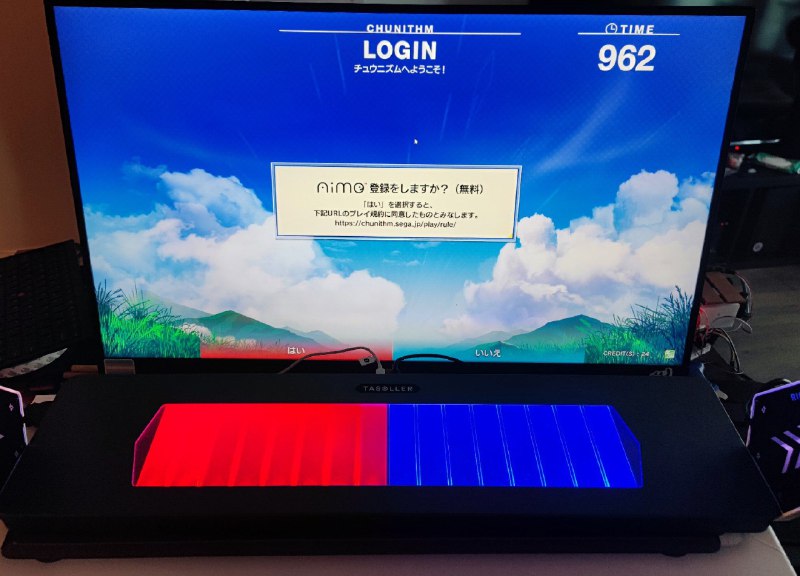 CHUNITHM
LOGIN
チュウニズムへようこそ！
TIME
962
Aime 登録をしますか？（無料）
「はい」を選択すると、
下記URLのプレイ規約に同意したものとみなします。
https://chunithm.sega.jp/play/rule/
はい
いいえ
CREDIT(S) : 24
TASOLLER